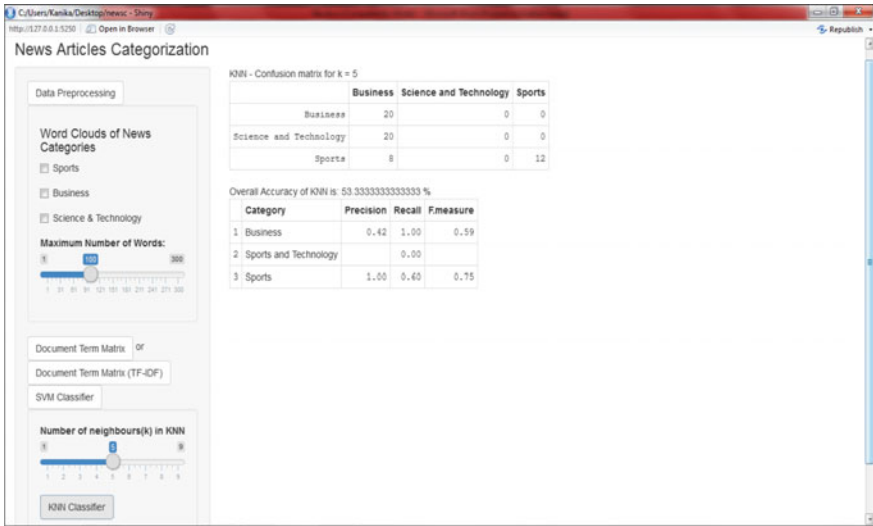 C:/Users/Kanika/Desktop/newsc - Shiny
http://127.0.0.1:5250 Open in Browser Republish
News Articles Categorization
Data Preprocessing
Word Clouds of News
Categories
Sports
Business
Science & Technology
Maximum Number of Words:
1 100 300
1 31 61 91 121 151 181 211 241 271 300
Document Term Matrix or
Document Term Matrix (TF-IDF)
SVM Classifier
Number of neighbours(k) in KNN
1 5 9
1 2 3 4 5 6 7 8 9
KNN Classifier
KNN - Confusion matrix for k = 5
Business Science and Technology Sports
Business 20 0 0
Science and Technology 20 0 0
Sports 8 0 12
Overall Accuracy of KNN is: 53.3333333333333 %
Category Precision Recall F.measure
1 Business 0.42 1.00 0.59
2 Sports and Technology 0.00
3 Sports 1.00 0.60 0.75